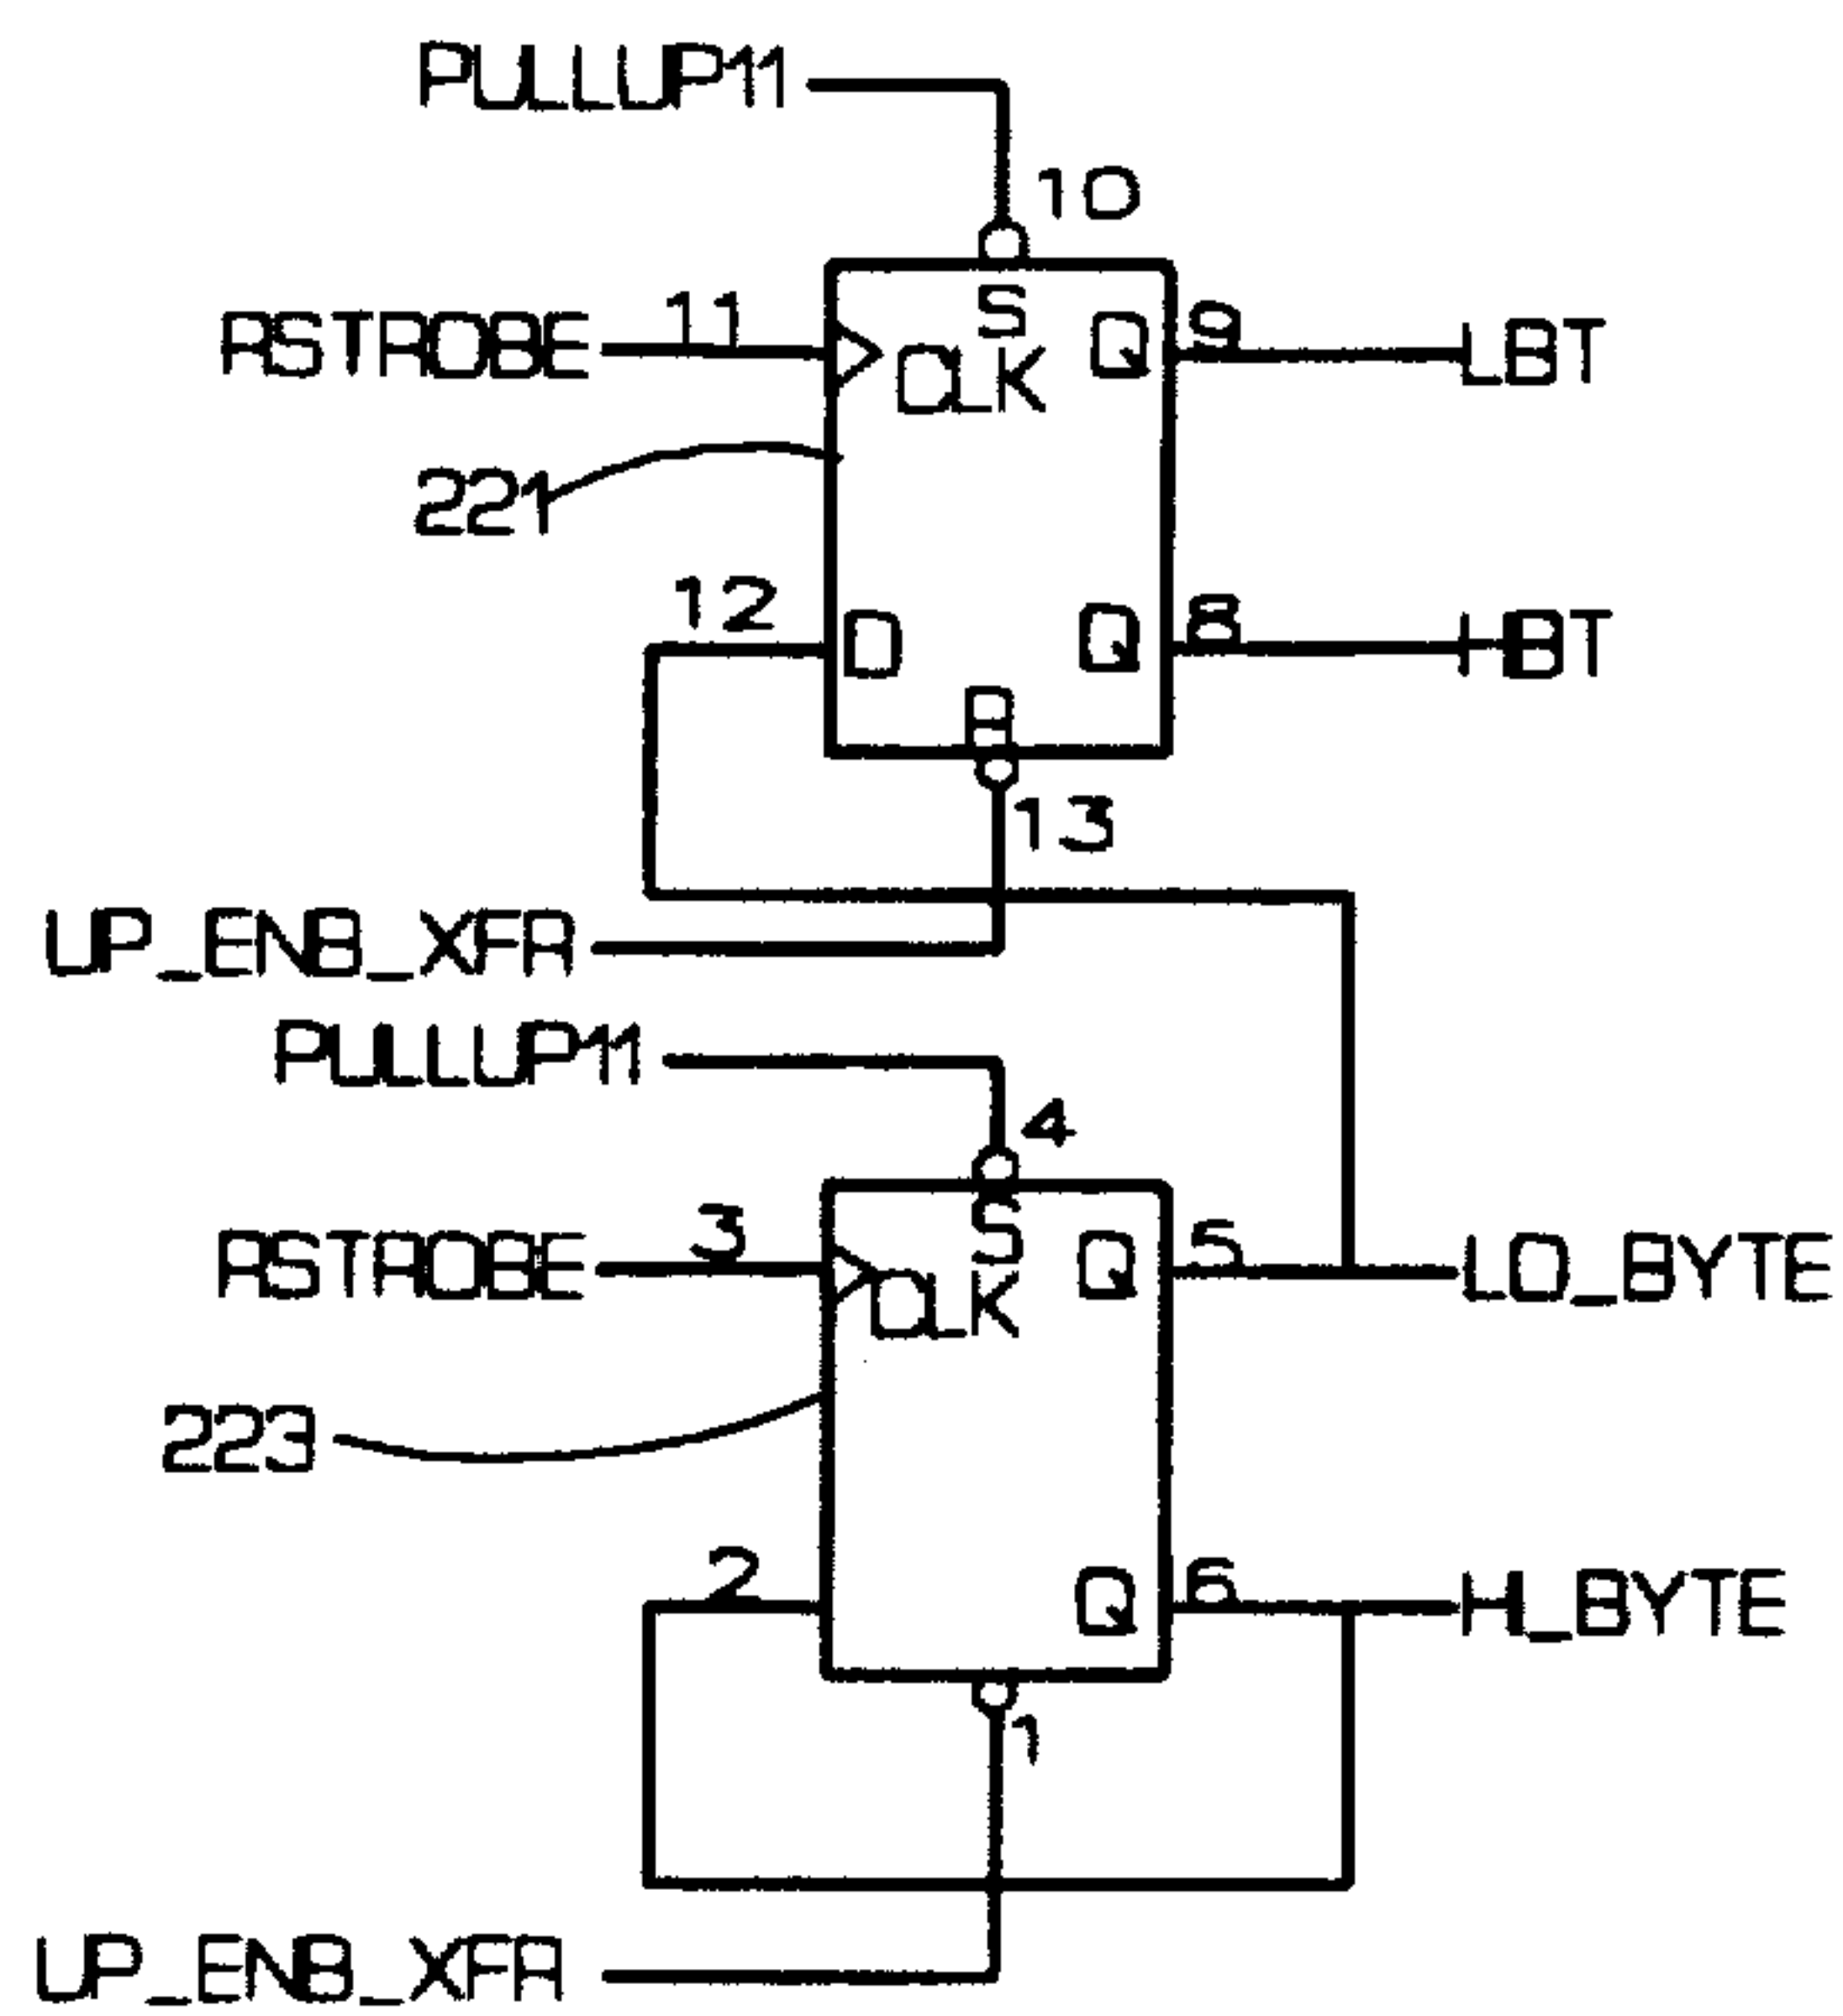 PULLUP11
10
RSTROBE 11 S Q 9 LBT
CLK
221
12 D Q 8 HBT
R
13
UP_ENB_XFR
PULLUP11
4
RSTROBE 3 S Q 5 LO_BYTE
CLK
223
2 Q 6 HI_BYTE
1
UP_ENB_XFR